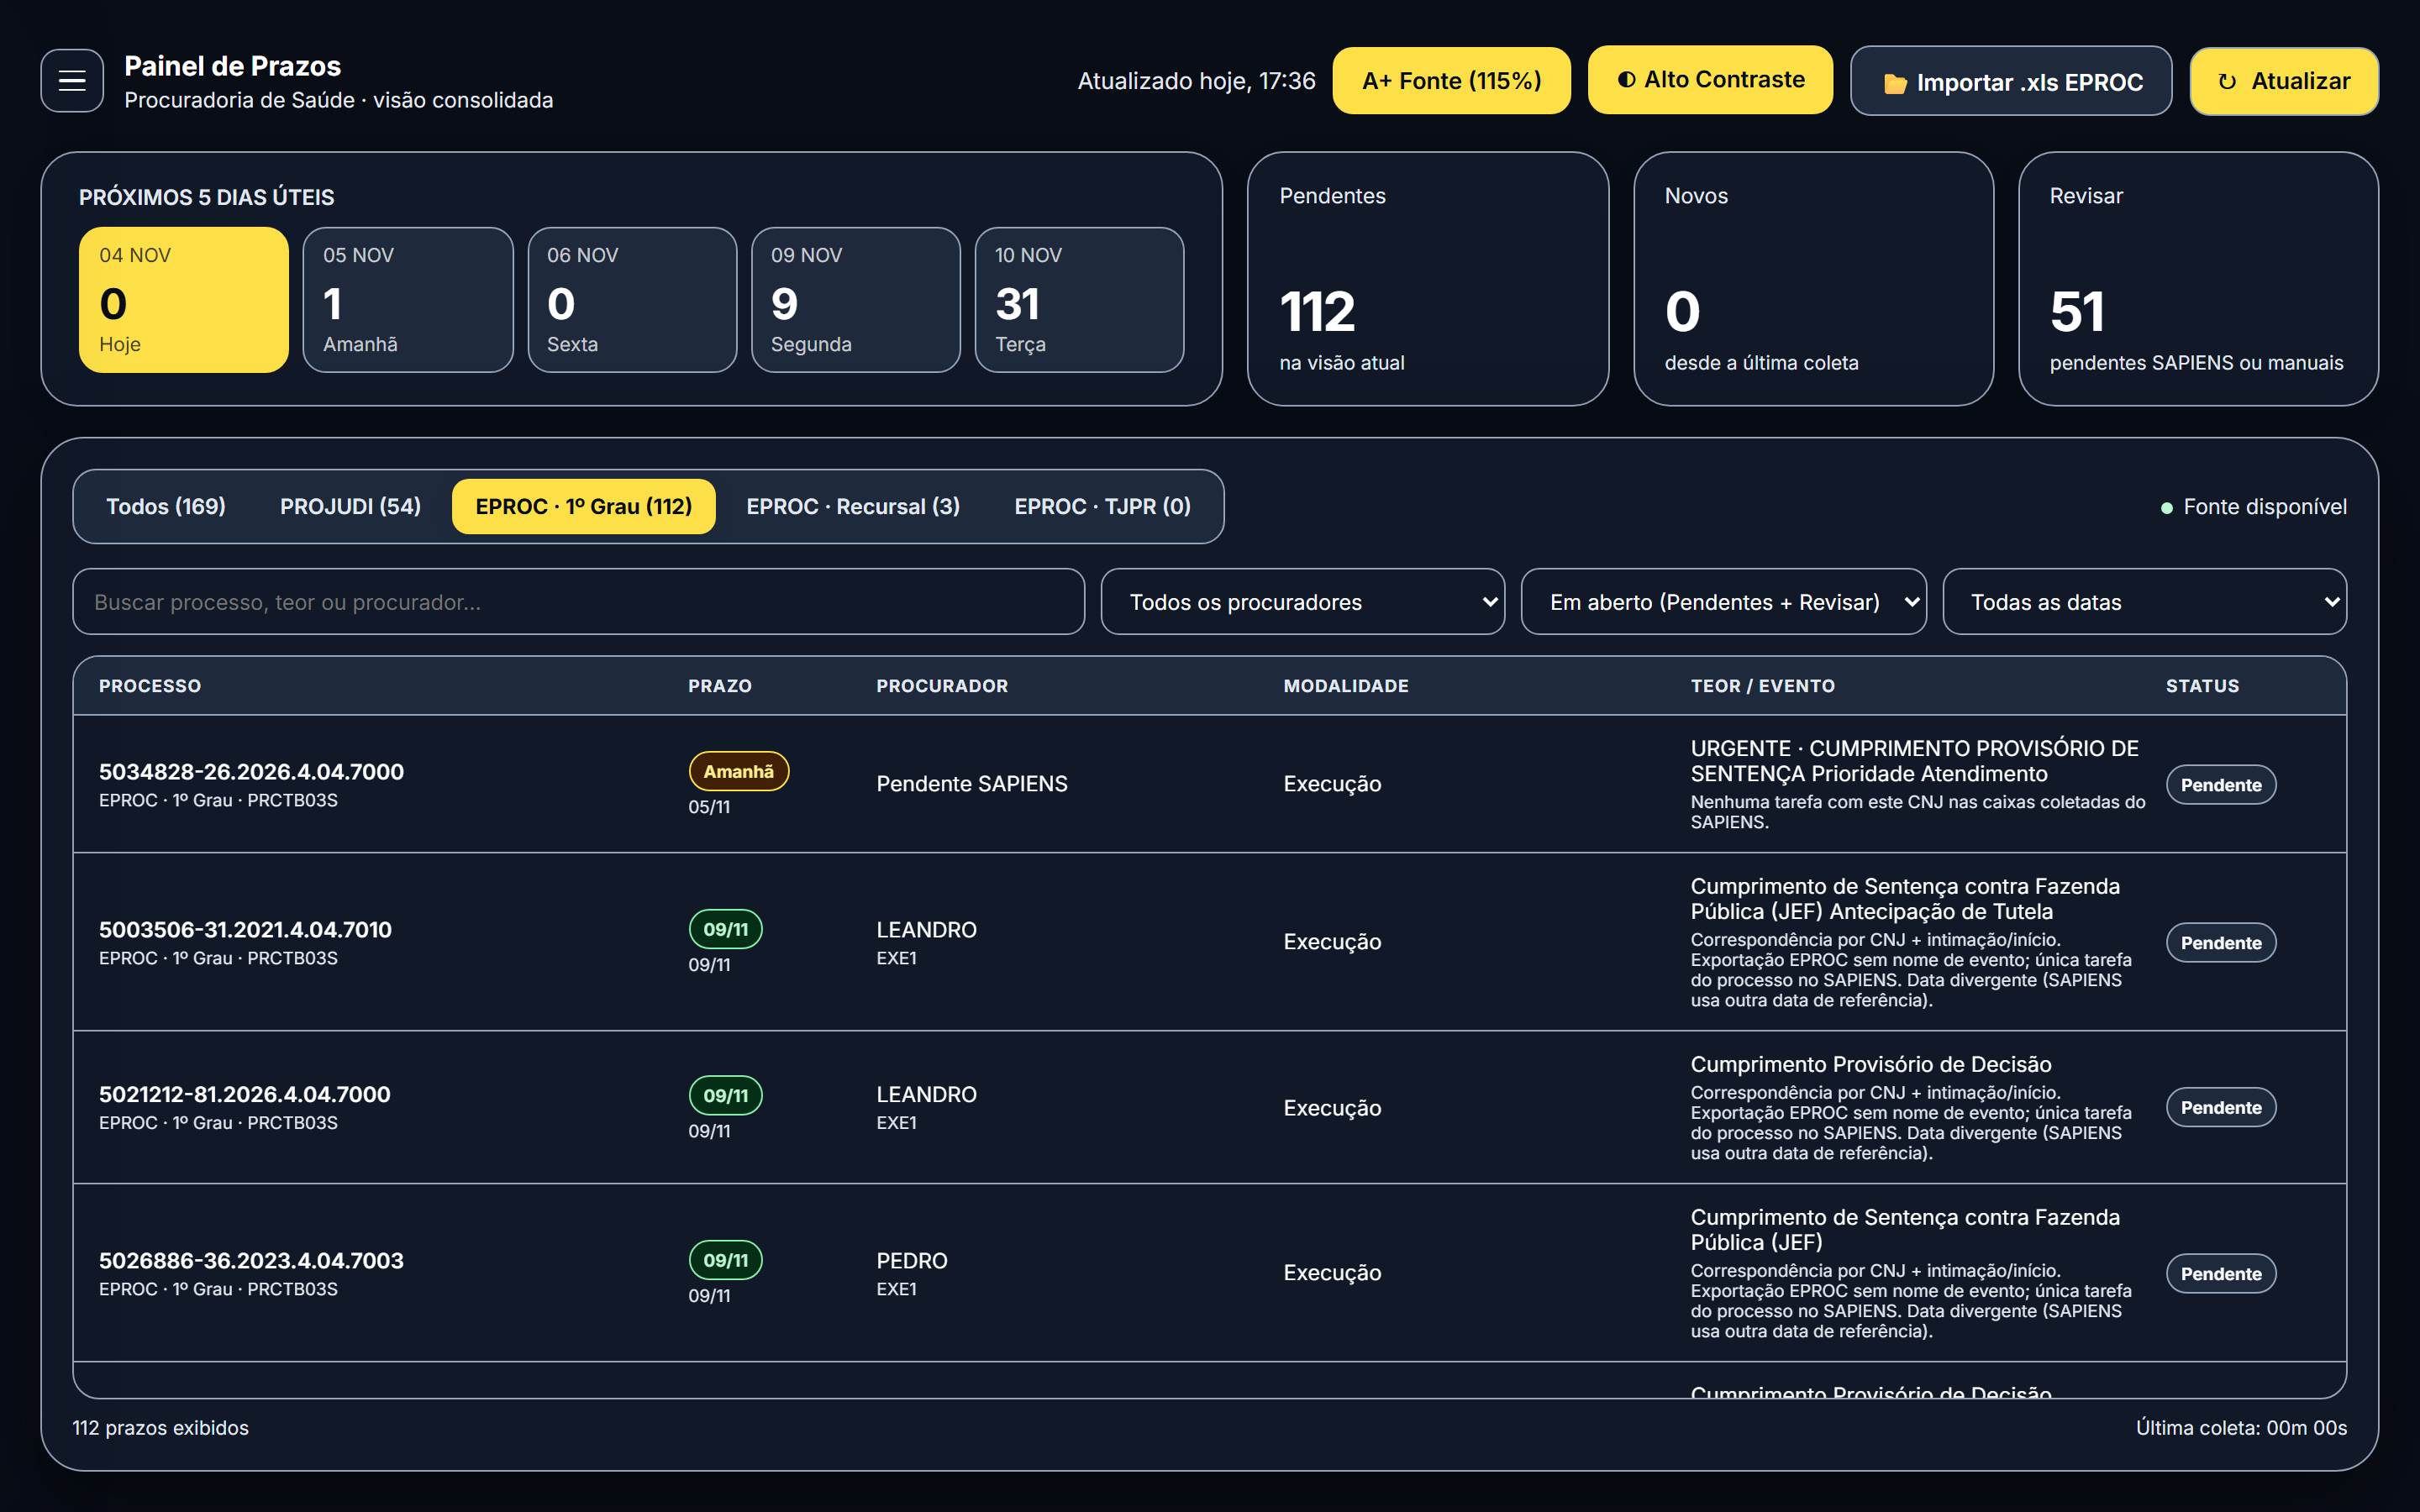 Painel de Prazos
Procuradoria de Saúde · visão consolidada
Atualizado hoje, 17:36
A+ Fonte (115%)
Alto Contraste
Importar .xls EPROC
Atualizar
PRÓXIMOS 5 DIAS ÚTEIS
04 NOV
0
Hoje
05 NOV
1
Amanhã
06 NOV
0
Sexta
09 NOV
9
Segunda
10 NOV
31
Terça
Pendentes
112
na visão atual
Novos
0
desde a última coleta
Revisar
51
pendentes SAPIENS ou manuais
Todos (169)
PROJUDI (54)
EPROC · 1º Grau (112)
EPROC · Recursal (3)
EPROC · TJPR (0)
Fonte disponível
Buscar processo, teor ou procurador...
Todos os procuradores
Em aberto (Pendentes + Revisar)
Todas as datas
PROCESSO
PRAZO
PROCURADOR
MODALIDADE
TEOR / EVENTO
STATUS
5034828-26.2026.4.04.7000
EPROC · 1º Grau · PRCTB03S
Amanhã
05/11
Pendente SAPIENS
Execução
URGENTE · CUMPRIMENTO PROVISÓRIO DE
SENTENÇA Prioridade Atendimento
Nenhuma tarefa com este CNJ nas caixas coletadas do
SAPIENS.
Pendente
5003506-31.2021.4.04.7010
EPROC · 1º Grau · PRCTB03S
09/11
09/11
LEANDRO
EXE1
Execução
Cumprimento de Sentença contra Fazenda
Pública (JEF) Antecipação de Tutela
Correspondência por CNJ + intimação/início.
Exportação EPROC sem nome de evento; única tarefa
do processo no SAPIENS. Data divergente (SAPIENS
usa outra data de referência).
Pendente
5021212-81.2026.4.04.7000
EPROC · 1º Grau · PRCTB03S
09/11
09/11
LEANDRO
EXE1
Execução
Cumprimento Provisório de Decisão
Correspondência por CNJ + intimação/início.
Exportação EPROC sem nome de evento; única tarefa
do processo no SAPIENS. Data divergente (SAPIENS
usa outra data de referência).
Pendente
5026886-36.2023.4.04.7003
EPROC · 1º Grau · PRCTB03S
09/11
09/11
PEDRO
EXE1
Execução
Cumprimento de Sentença contra Fazenda
Pública (JEF)
Correspondência por CNJ + intimação/início.
Exportação EPROC sem nome de evento; única tarefa
do processo no SAPIENS. Data divergente (SAPIENS
usa outra data de referência).
Pendente
Cumprimento Provisório de Decisão
112 prazos exibidos
Última coleta: 00m 00s